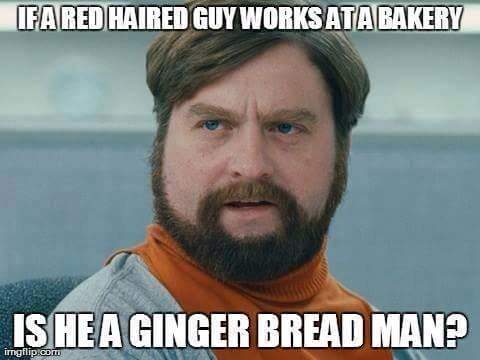 IF A RED HAIRED GUY WORKS AT A BAKERY
IS HE A GINGER BREAD MAN?
imgflip.com